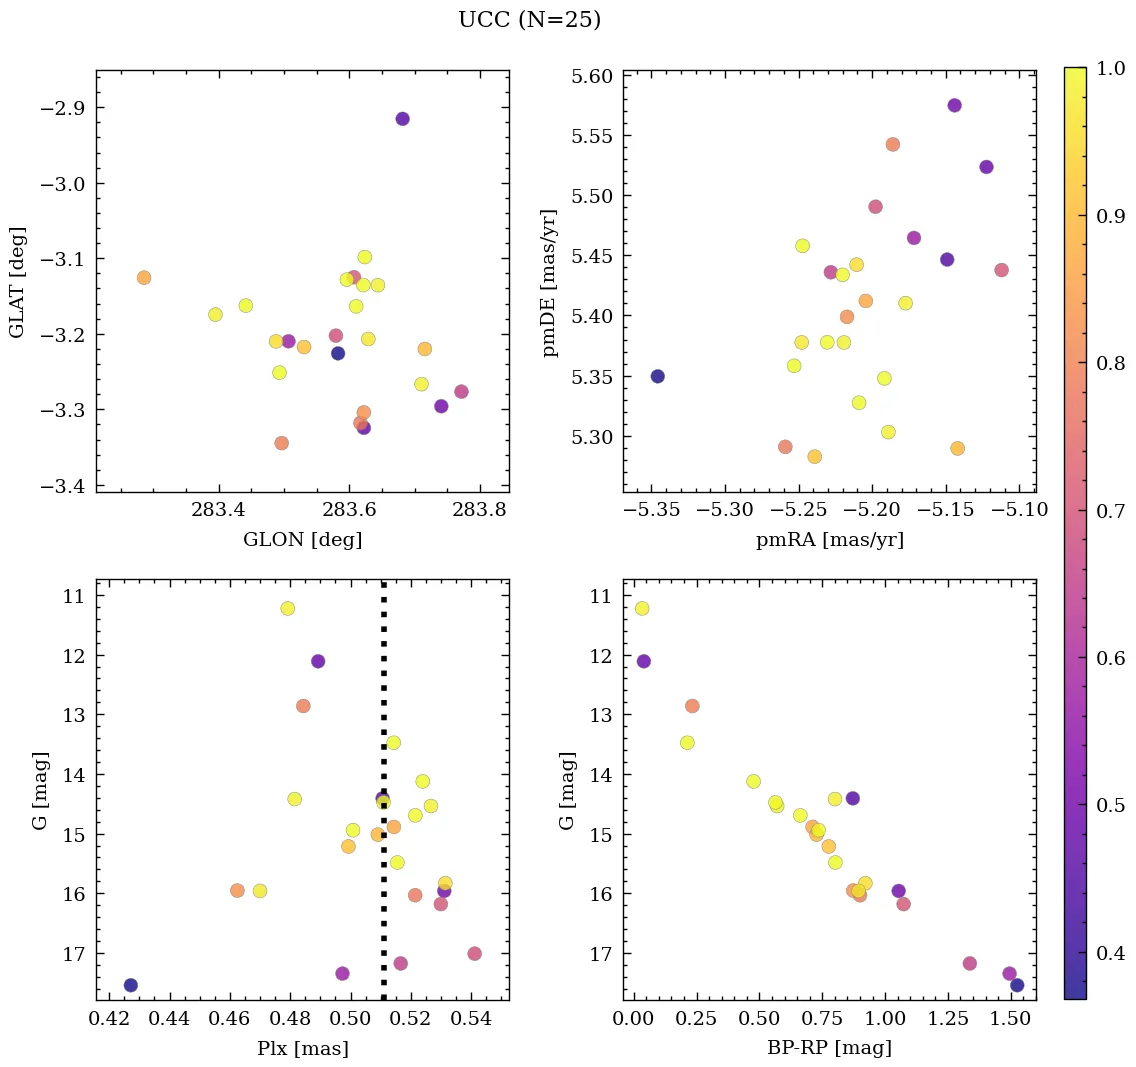 UCC (N=25)
−2.9
−3.0
−3.1
−3.2
−3.3
−3.4
GLAT [deg]
283.4 283.6 283.8
GLON [deg]
5.60
5.55
5.50
5.45
5.40
5.35
5.30
pmDE [mas/yr]
−5.35 −5.30 −5.25 −5.20 −5.15 −5.10
pmRA [mas/yr]
11
12
13
14
15
16
17
G [mag]
0.42 0.44 0.46 0.48 0.50 0.52 0.54
Plx [mas]
11
12
13
14
15
16
17
G [mag]
0.00 0.25 0.50 0.75 1.00 1.25 1.50
BP-RP [mag]
1.0
0.9
0.8
0.7
0.6
0.5
0.4